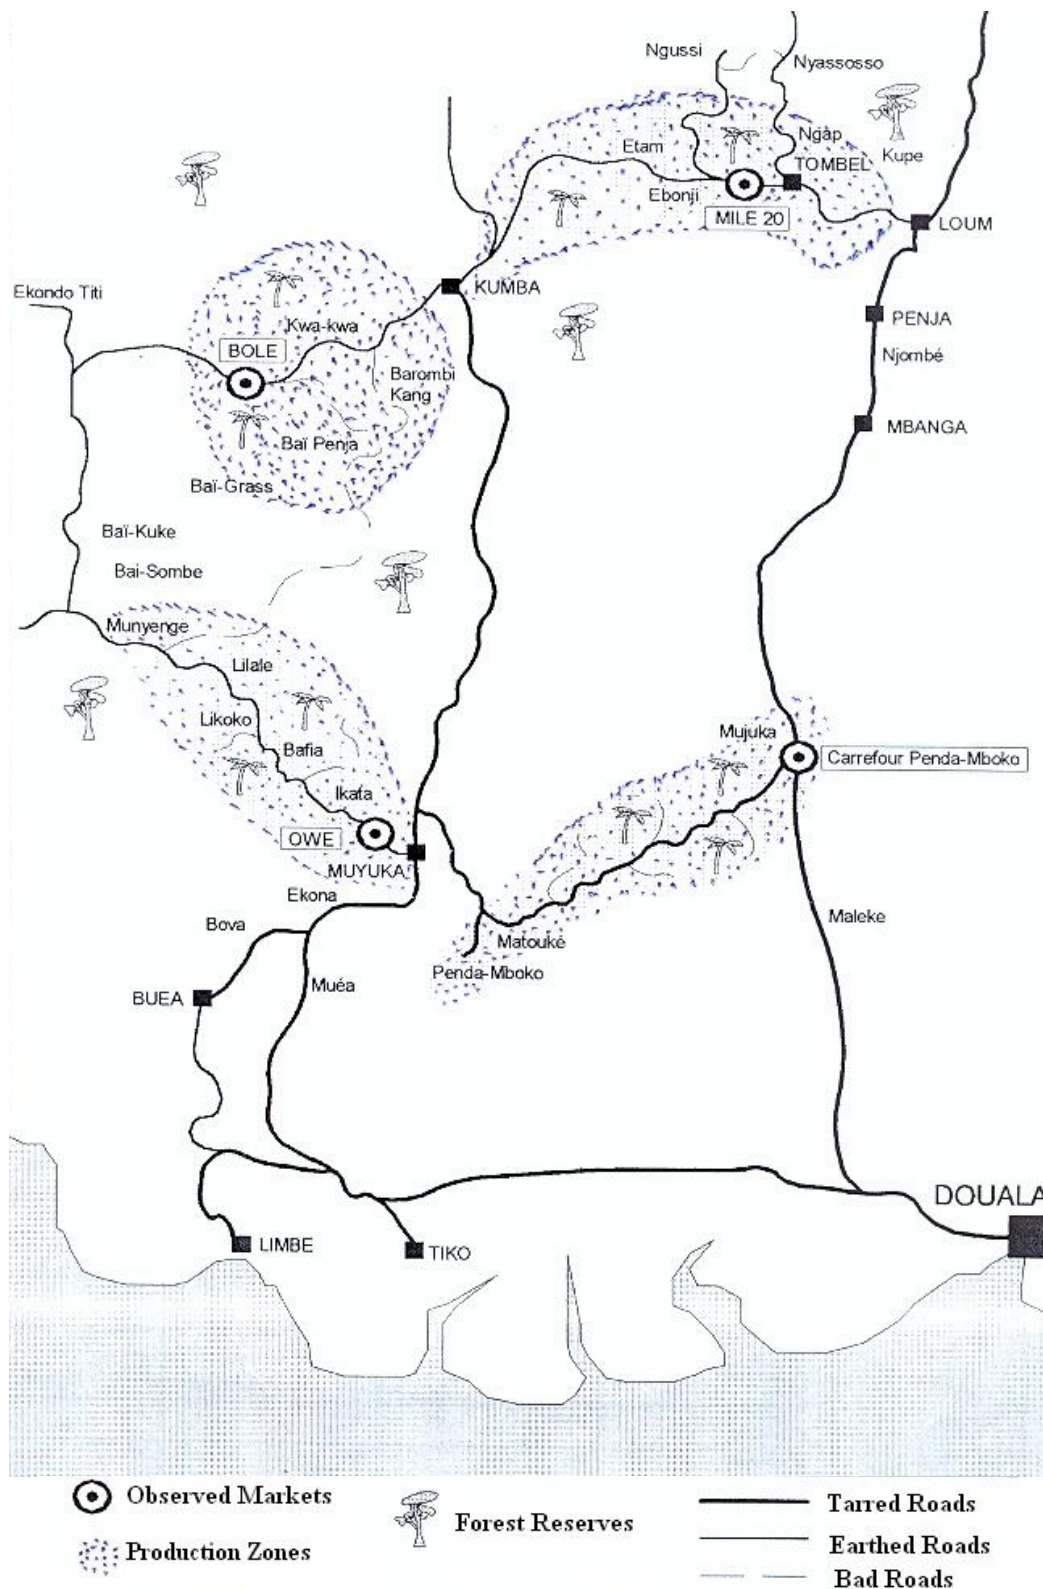 Ngussi
Nyassosso
Ngap
Etam
TOMBEL
Kupe
Ebonji
MILE 20
LOUM
KUMBA
Ekondo Titi
PENJA
Kwa-kwa
BOLE
Njombé
Barombi
Kang
MBANGA
Baï Penja
Baï-Grass
Baï-Kuke
Bai-Sombe
Munyenge
Lilale
Likoko
Mujuka
Bafia
Carrefour Penda-Mboko
Ikata
OWE
MUYUKA
Ekona
Bova
Maleke
Matouké
Penda-Mboko
Muéa
BUEA
DOUALA
LIMBE
TIKO
Observed Markets
Forest Reserves
Tarred Roads
Production Zones
Earthed Roads
Bad Roads